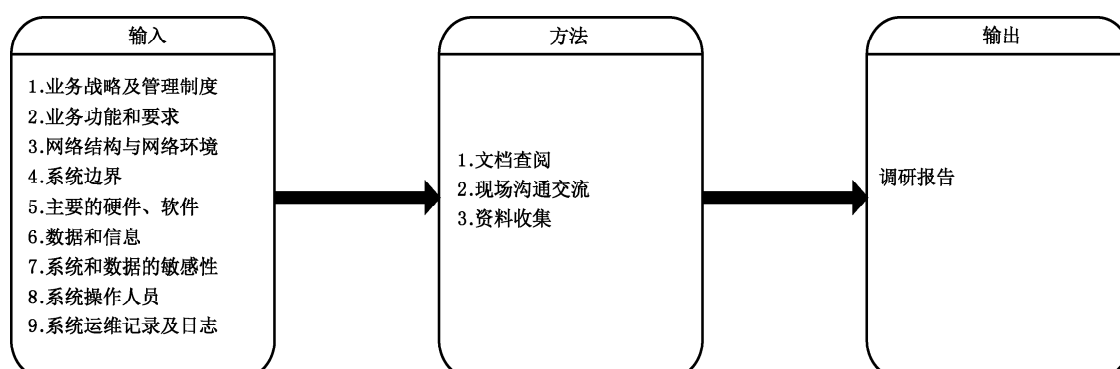 输入
1.业务战略及管理制度
2.业务功能和要求
3.网络结构与网络环境
4.系统边界
5.主要的硬件、软件
6.数据和信息
7.系统和数据的敏感性
8.系统操作人员
9.系统运维记录及日志
方法
1.文档查阅
2.现场沟通交流
3.资料收集
输出
调研报告